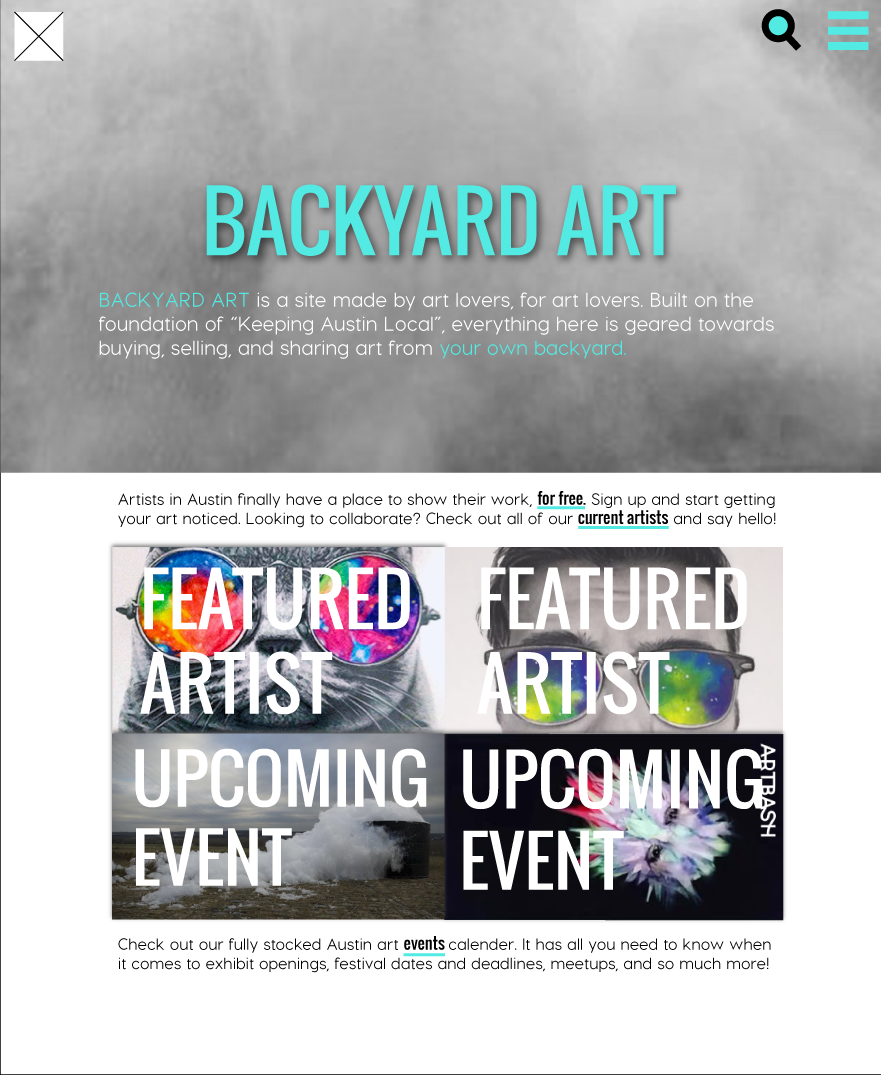 BACKYARD ART
BACKYARD ART is a site made by art lovers, for art lovers. Built on the
foundation of “Keeping Austin Local”, everything here is geared towards
buying, selling, and sharing art from your own backyard.
Artists in Austin finally have a place to show their work, for free. Sign up and start getting
your art noticed. Looking to collaborate? Check out all of our current artists and say hello!
FEATURED
ARTIST
FEATURED
ARTIST
UPCOMING
EVENT
UPCOMING
EVENT
ARTBASH
Check out our fully stocked Austin art events calender. It has all you need to know when
it comes to exhibit openings, festival dates and deadlines, meetups, and so much more!